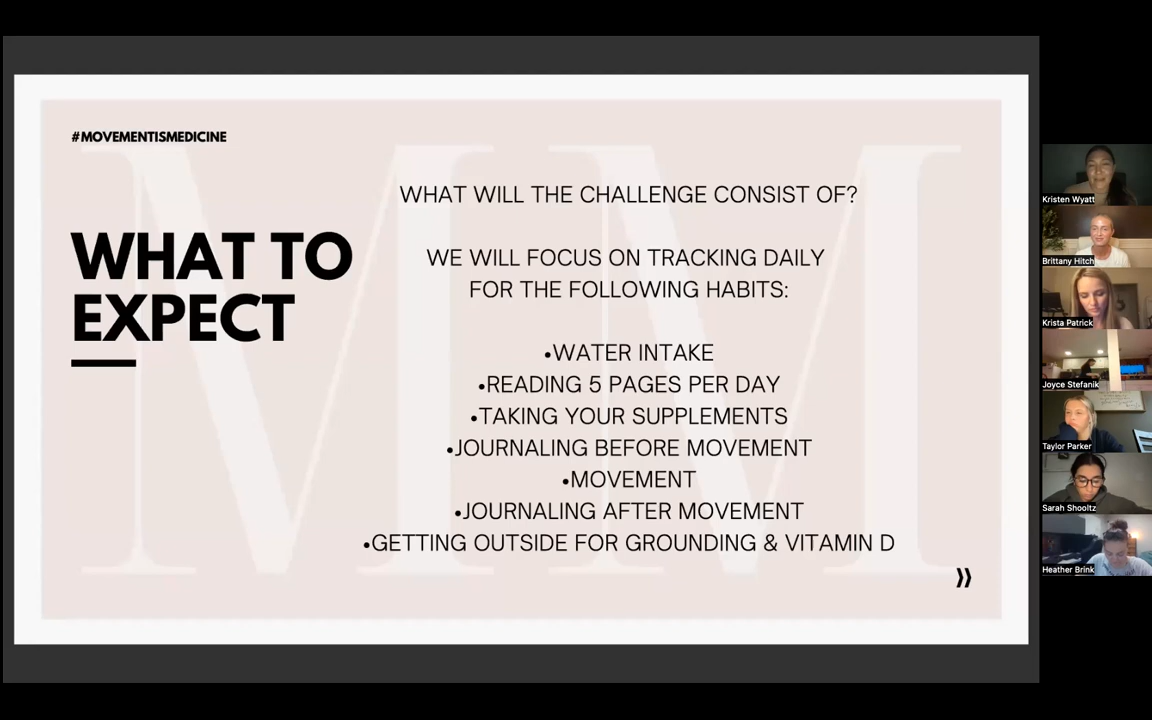 #MOVEMENTISMEDICINE
WHAT TO
EXPECT
WHAT WILL THE CHALLENGE CONSIST OF?
WE WILL FOCUS ON TRACKING DAILY
FOR THE FOLLOWING HABITS:
•WATER INTAKE
•READING 5 PAGES PER DAY
•TAKING YOUR SUPPLEMENTS
•JOURNALING BEFORE MOVEMENT
•MOVEMENT
•JOURNALING AFTER MOVEMENT
•GETTING OUTSIDE FOR GROUNDING & VITAMIN D
MM
Kristen Wyatt
Brittany Hitch
Krista Patrick
Joyce Stefanik
Taylor Parker
Sarah Shooltz
Heather Brink